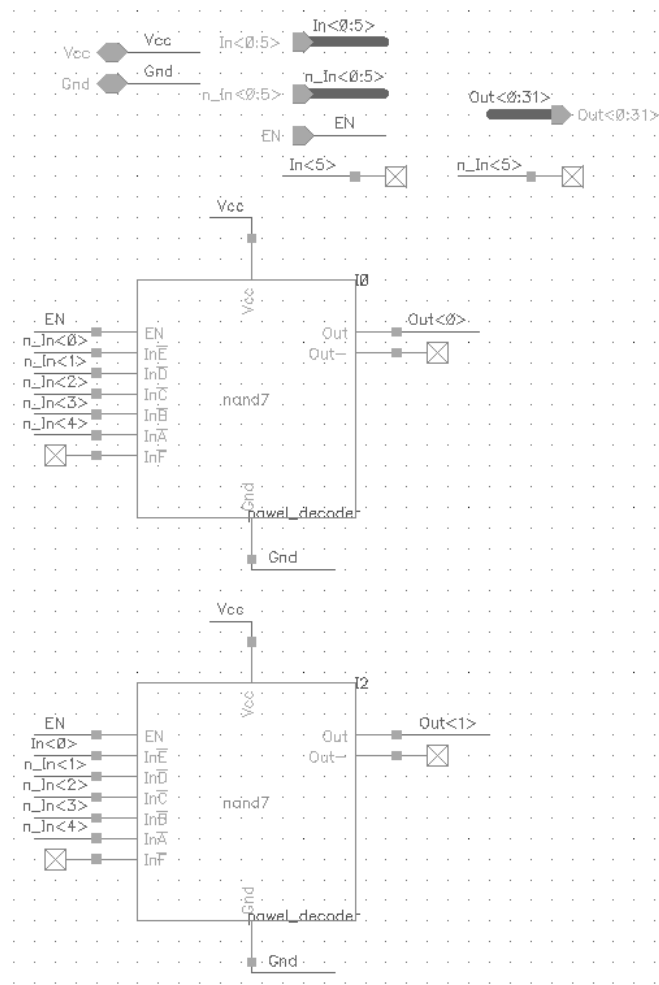 In<0:5>
Vcc Vcc In<0:5>
Gnd Gnd n_In<0:5>
n_In<0:5> Out<0:31>
Out<0:31>
EN EN
In<5> n_In<5>
Vcc
I0
Vcc
EN EN Out Out<0>
n_In<0> InE Out-
n_In<1> InD
n_In<2> InC
nand7
n_In<3> InB
n_In<4> InA
InF
Gnd
pawel_decoder
Gnd
Vcc
I2
Vcc
EN EN Out Out<1>
In<0> InE Out-
n_In<1> InD
n_In<2> InC
nand7
n_In<3> InB
n_In<4> InA
InF
Gnd
pawel_decoder
Gnd